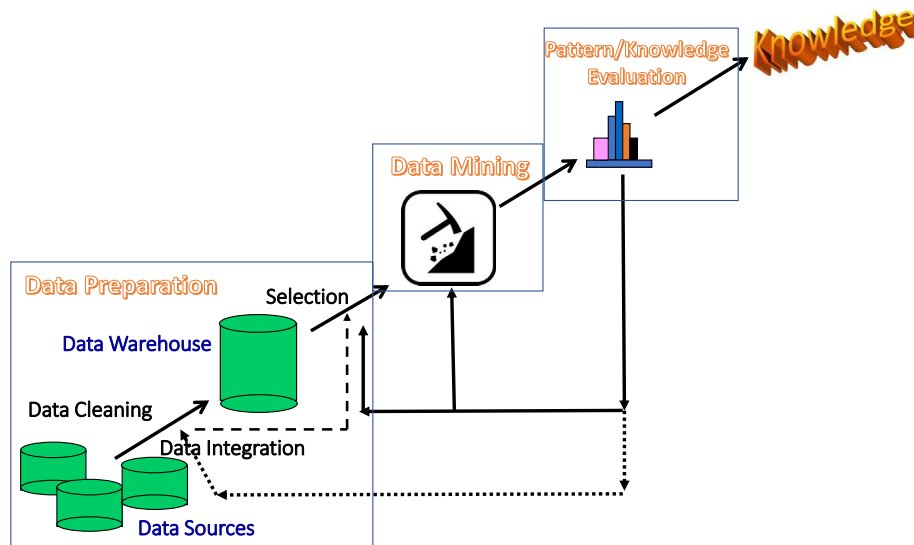 Knowledge
Pattern/Knowledge
Evaluation
Data Mining
Data Preparation
Selection
Data Warehouse
Data Cleaning
Data Integration
Data Sources